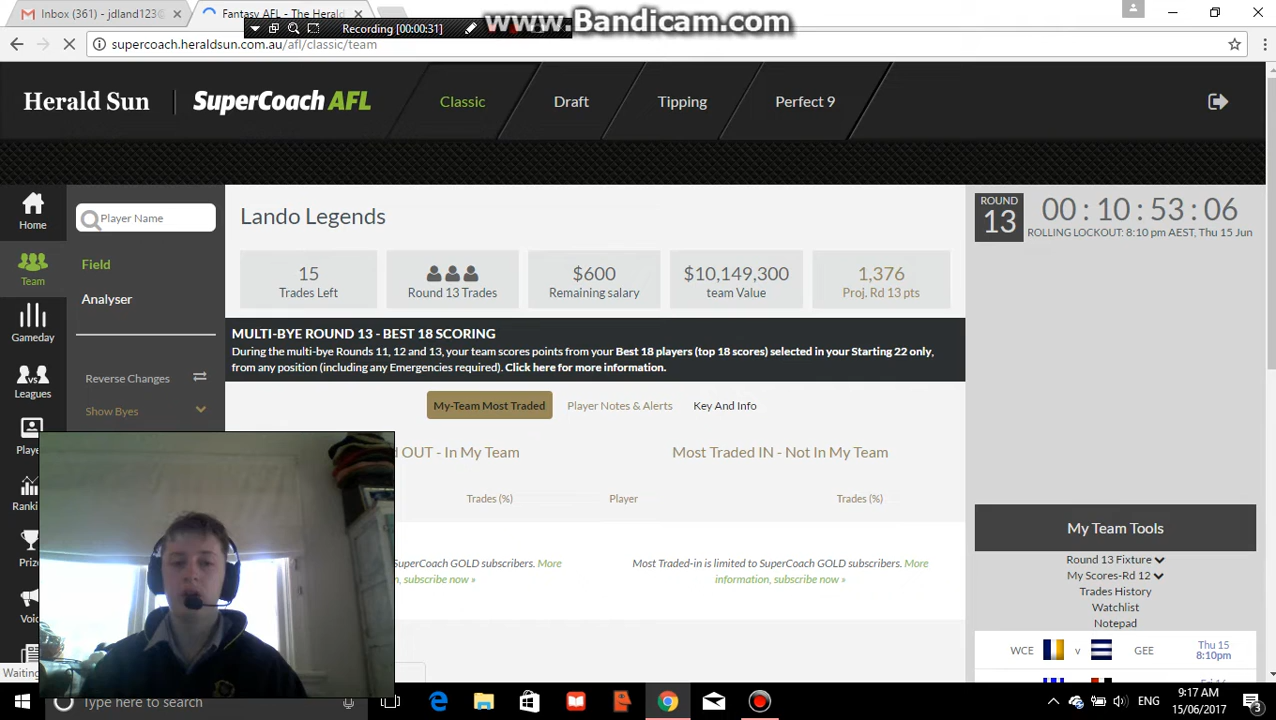 Inbox (361) - jdland123
Fantasy AFL - The Herald
www.Bandicam.com
Recording [00:00:31]
supercoach.heraldsun.com.au/afl/classic/team
Herald Sun
SuperCoach AFL
Classic
Draft
Tipping
Perfect 9
Home
Team
Gameday
Leagues
Playe
Ranki
Prize
Voic
Player Name
Field
Analyser
Reverse Changes
Show Byes
Lando Legends
15
Trades Left
Round 13 Trades
$600
Remaining salary
$10,149,300
team Value
1,376
Proj. Rd 13 pts
ROUND
13
00:10:53:06
ROLLING LOCKOUT: 8:10 pm AEST, Thu 15 Jun
MULTI-BYE ROUND 13 - BEST 18 SCORING
During the multi-bye Rounds 11, 12 and 13, your team scores points from your Best 18 players (top 18 scores) selected in your Starting 22 only,
from any position (including any Emergencies required). Click here for more information.
My-Team Most Traded
Player Notes & Alerts
Key And Info
d OUT - In My Team
Most Traded IN - Not In My Team
Trades (%)
Player
Trades (%)
SuperCoach GOLD subscribers. More
n, subscribe now »
Most Traded-in is limited to SuperCoach GOLD subscribers. More
information, subscribe now »
My Team Tools
Round 13 Fixture
My Scores-Rd 12
Trades History
Watchlist
Notepad
WCE v GEE
Thu 15
8:10pm
Waiting
Type here to search
ENG
9:17 AM
15/06/2017
3